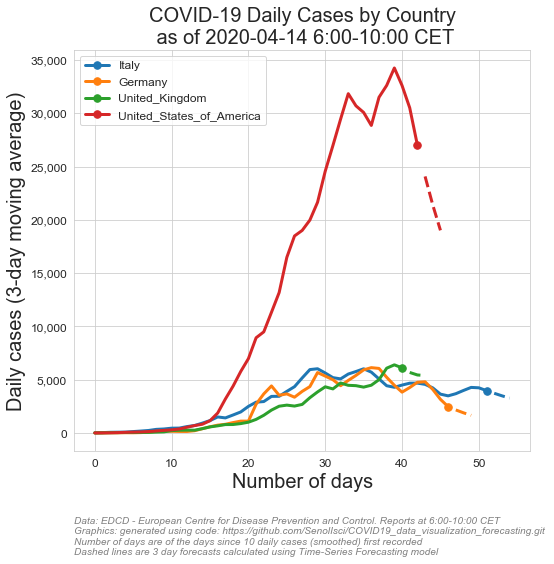 COVID-19 Daily Cases by Country
as of 2020-04-14 6:00-10:00 CET
Daily cases (3-day moving average)
35,000
30,000
25,000
20,000
15,000
10,000
5,000
0
Italy
Germany
United_Kingdom
United_States_of_America
0 10 20 30 40 50
Number of days
Data: EDCD - European Centre for Disease Prevention and Control. Reports at 6:00-10:00 CET
Graphics: generated using code: https://github.com/SenolIsci/COVID19_data_visualization_forecasting.git
Number of days are of the days since 10 daily cases (smoothed) first recorded
Dashed lines are 3 day forecasts calculated using Time-Series Forecasting model